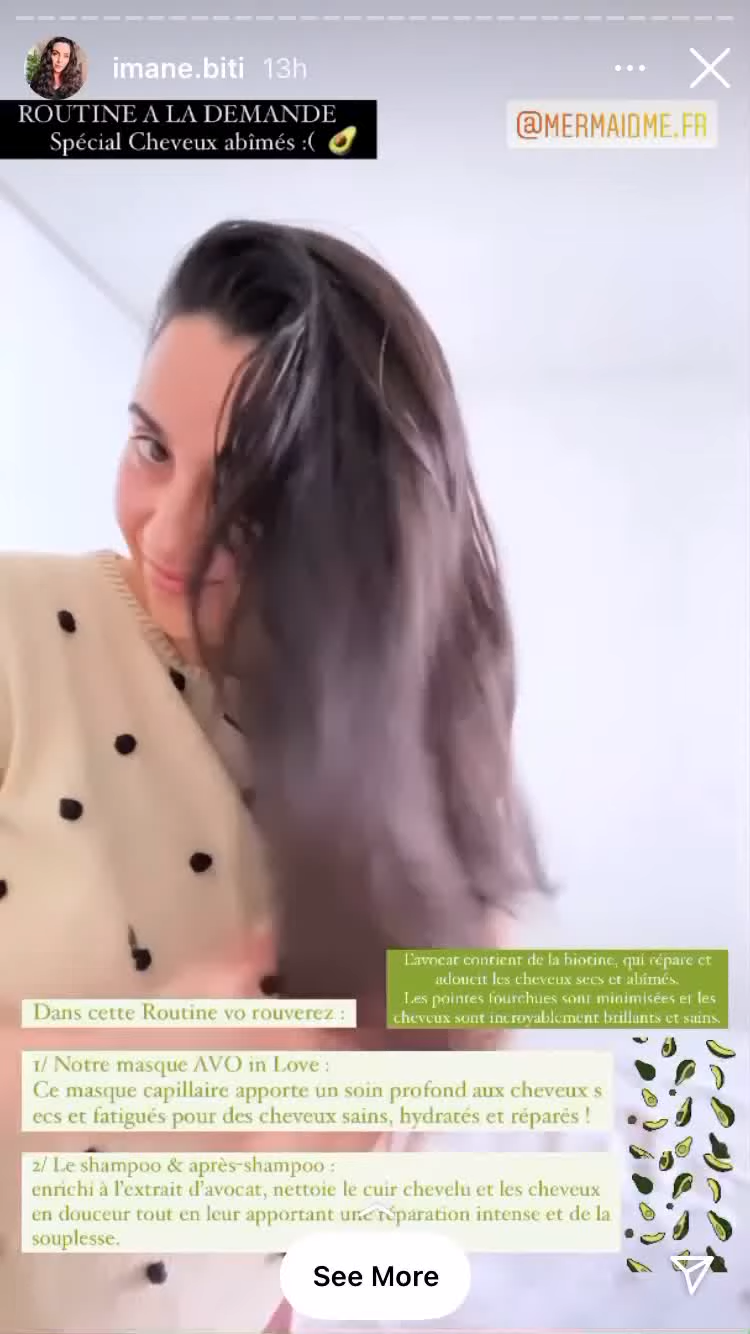 imane.biti 13h
ROUTINE A LA DEMANDE
Spécial Cheveux abîmés :(
@MERMAIDME.FR
L'avocat contient de la biotine, qui répare et
adoucit les cheveux secs et abîmés.
Les pointes fourchues sont minimisées et les
cheveux sont incroyablement brillants et sains.
Dans cette Routine vo rouverez :
1/ Notre masque AVO in Love :
Ce masque capillaire apporte un soin profond aux cheveux s
ecs et fatigués pour des cheveux sains, hydratés et réparés !
2/ Le shampoo & après-shampoo :
enrichi à l'extrait d'avocat, nettoie le cuir chevelu et les cheveux
en douceur tout en leur apportant une réparation intense et de la
souplesse.
See More